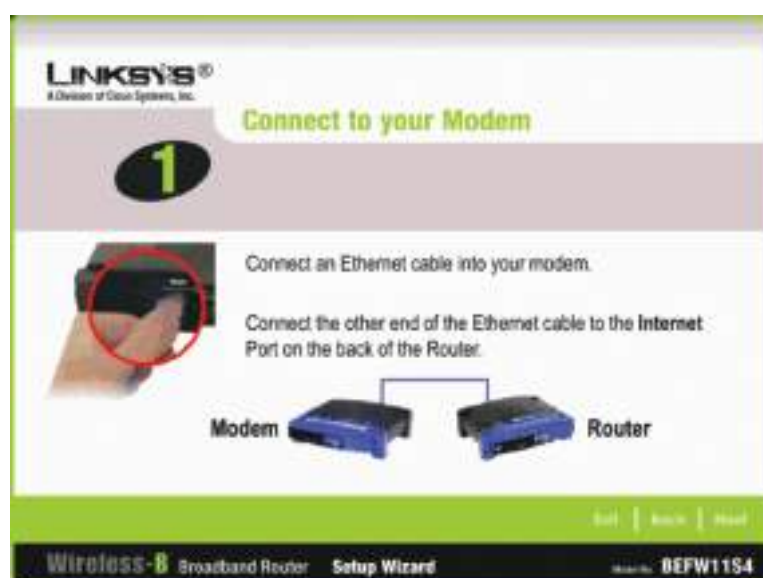 LINKSYS®
A Division of Cisco Systems, Inc.
Connect to your Modem
1
Connect an Ethernet cable into your modem.
Connect the other end of the Ethernet cable to the Internet
Port on the back of the Router.
Modem
Router
Exit | Back | Next
Wireless-B Broadband Router Setup Wizard
Model No. BEFW11S4